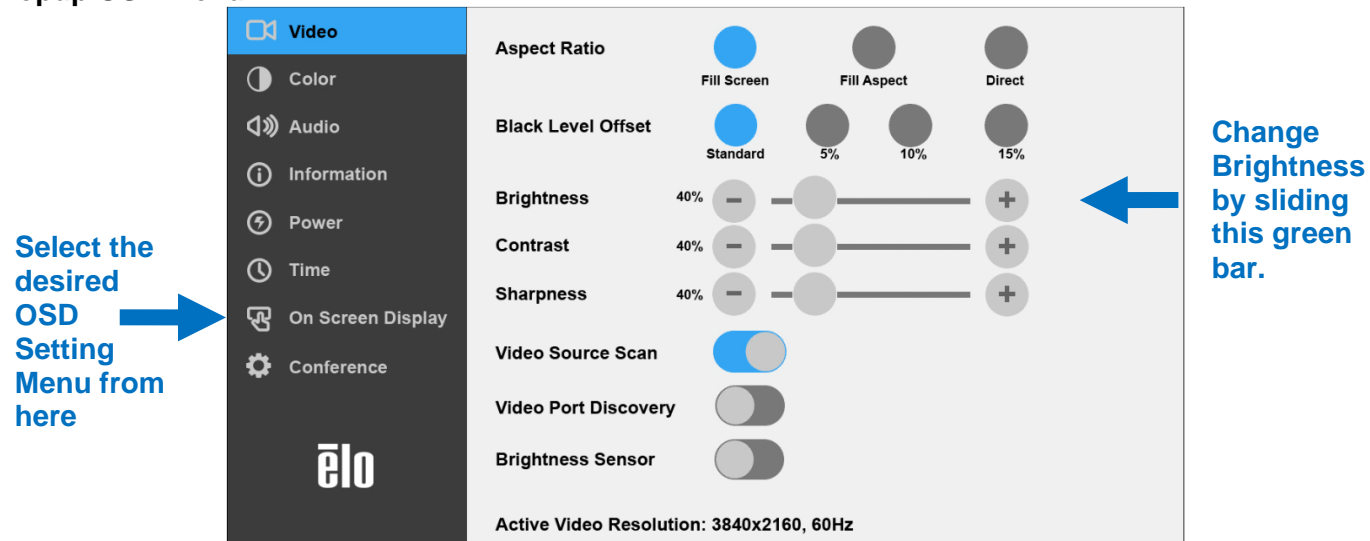 Video
Color
Audio
Information
Power
Time
On Screen Display
Conference
ēlo
Select the
desired
OSD
Setting
Menu from
here
Aspect Ratio
Fill Screen
Fill Aspect
Direct
Black Level Offset
Standard
5%
10%
15%
Brightness
40%
Contrast
40%
Sharpness
40%
Video Source Scan
Video Port Discovery
Brightness Sensor
Active Video Resolution: 3840x2160, 60Hz
Change
Brightness
by sliding
this green
bar.